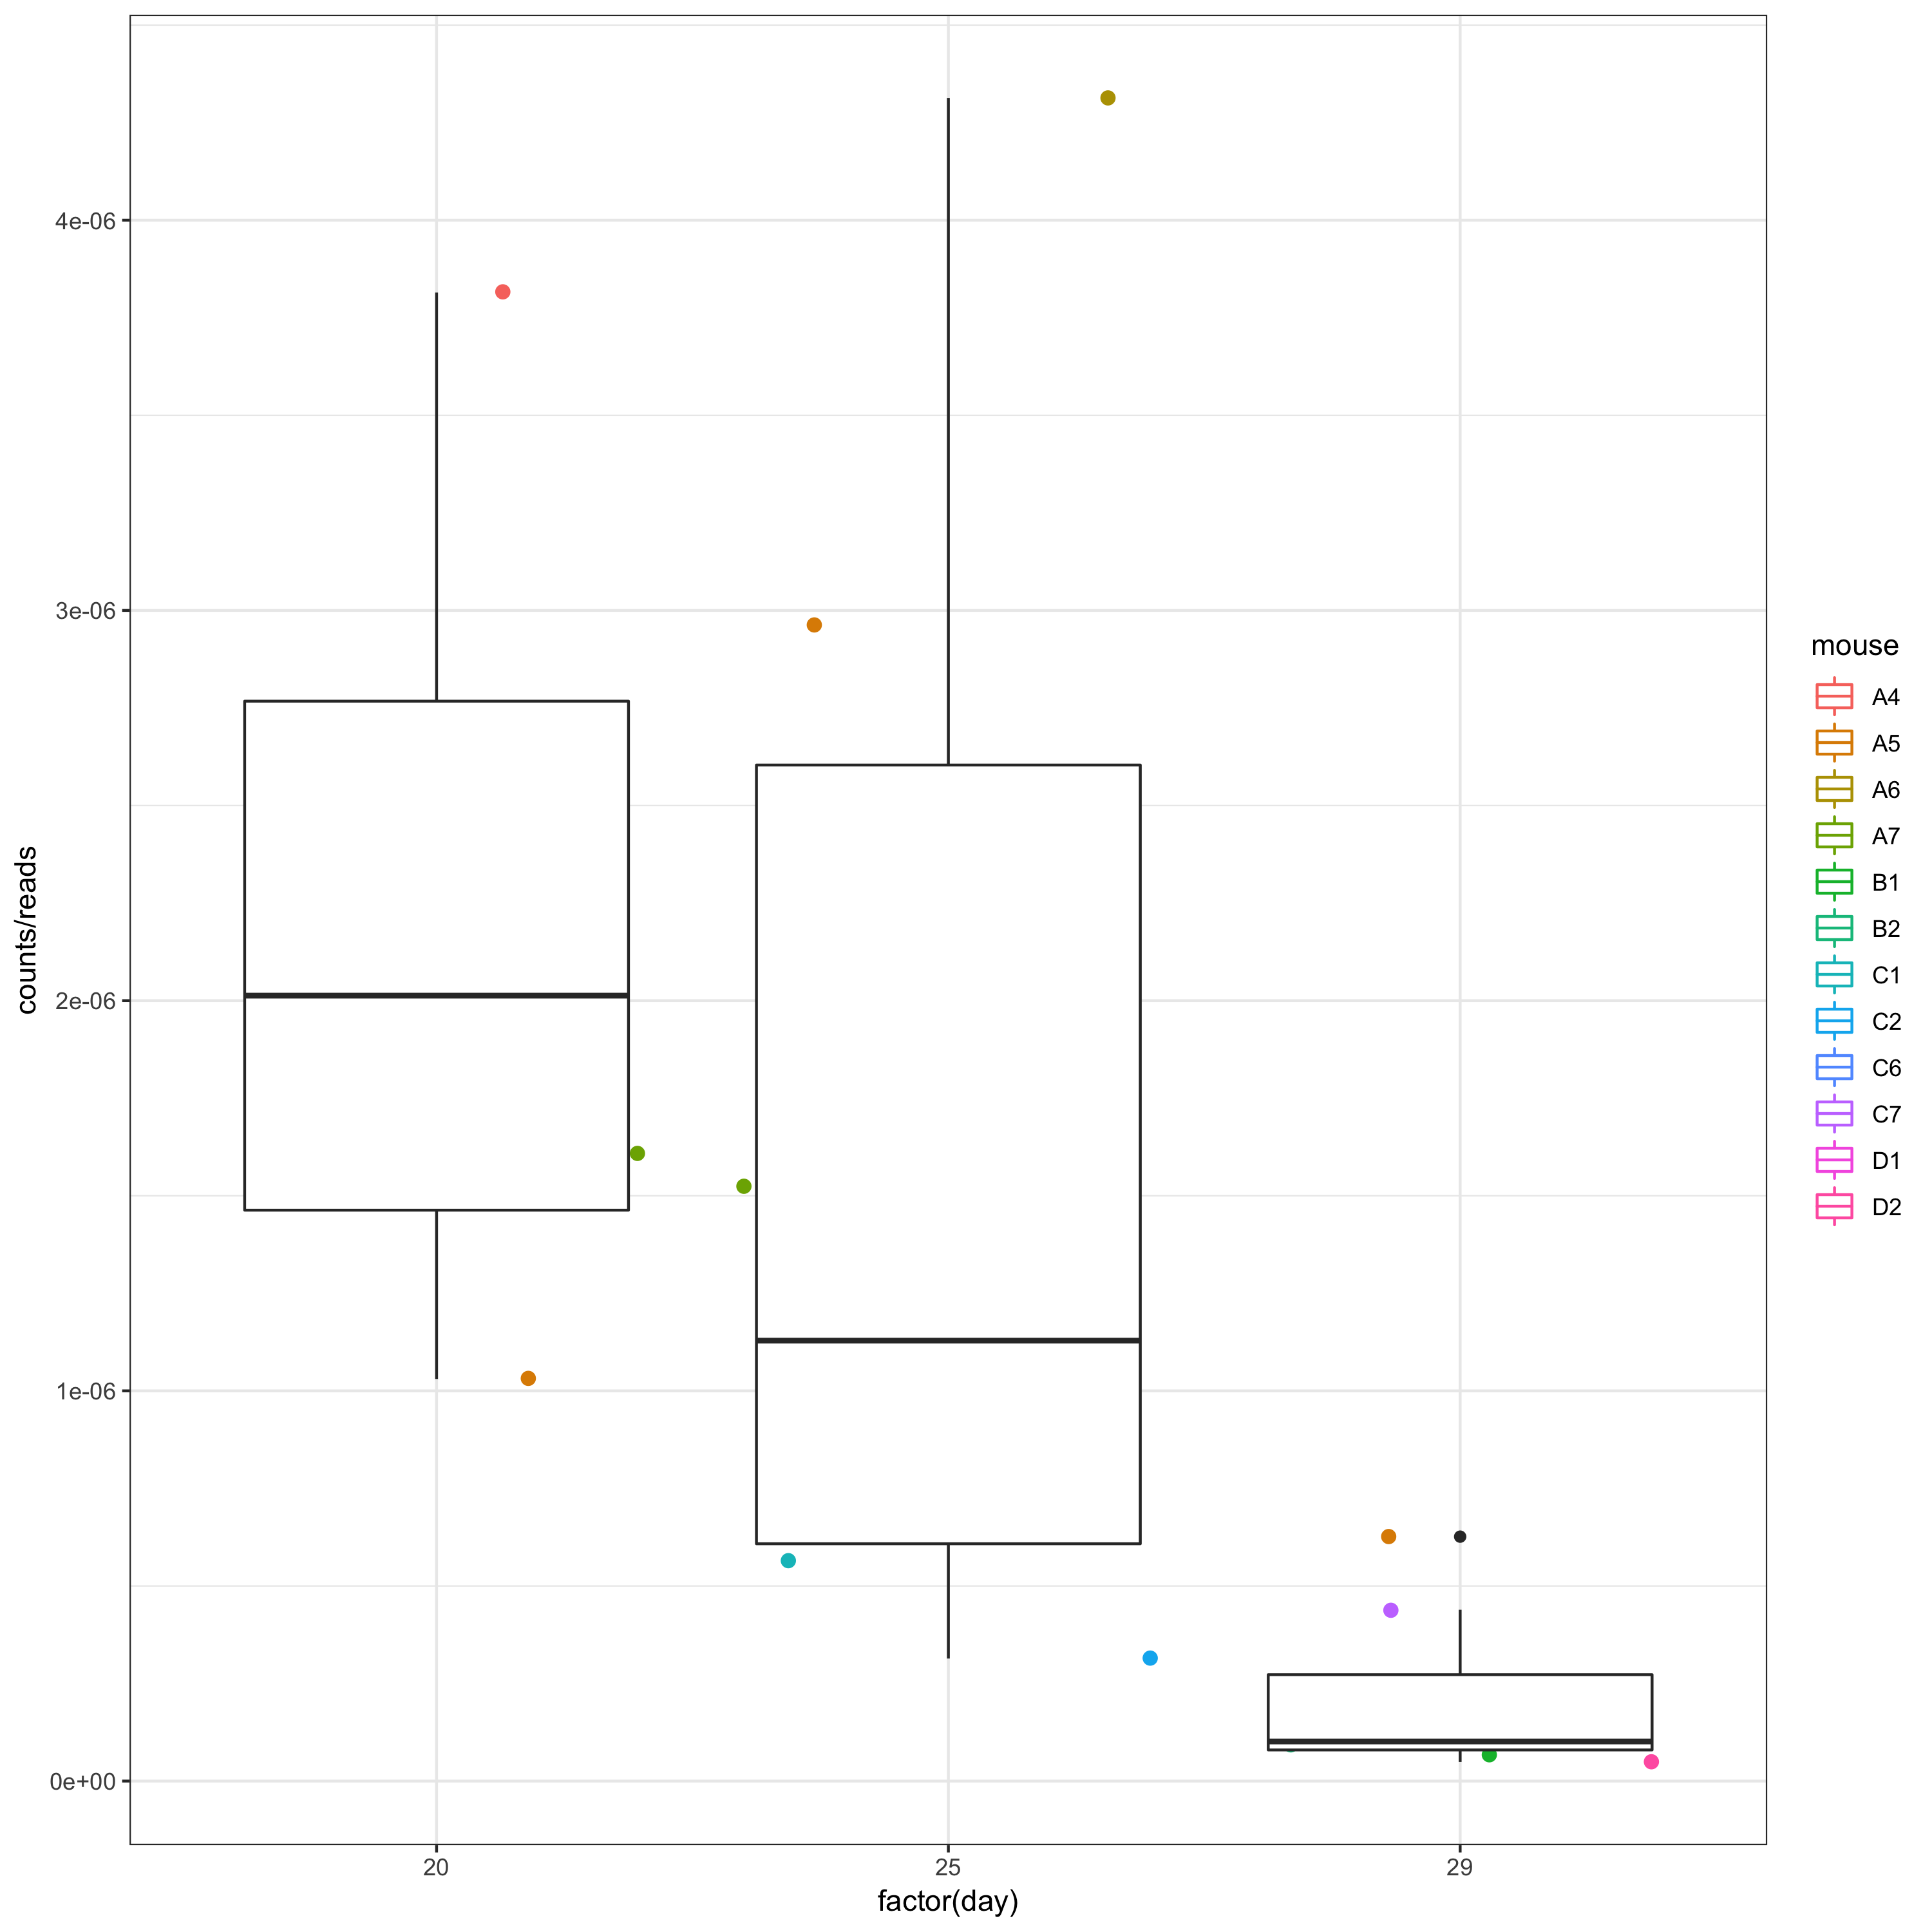 4e-06
3e-06
2e-06
1e-06
0e+00
counts/reads
20
25
29
factor(day)
mouse
A4
A5
A6
A7
B1
B2
C1
C2
C6
C7
D1
D2